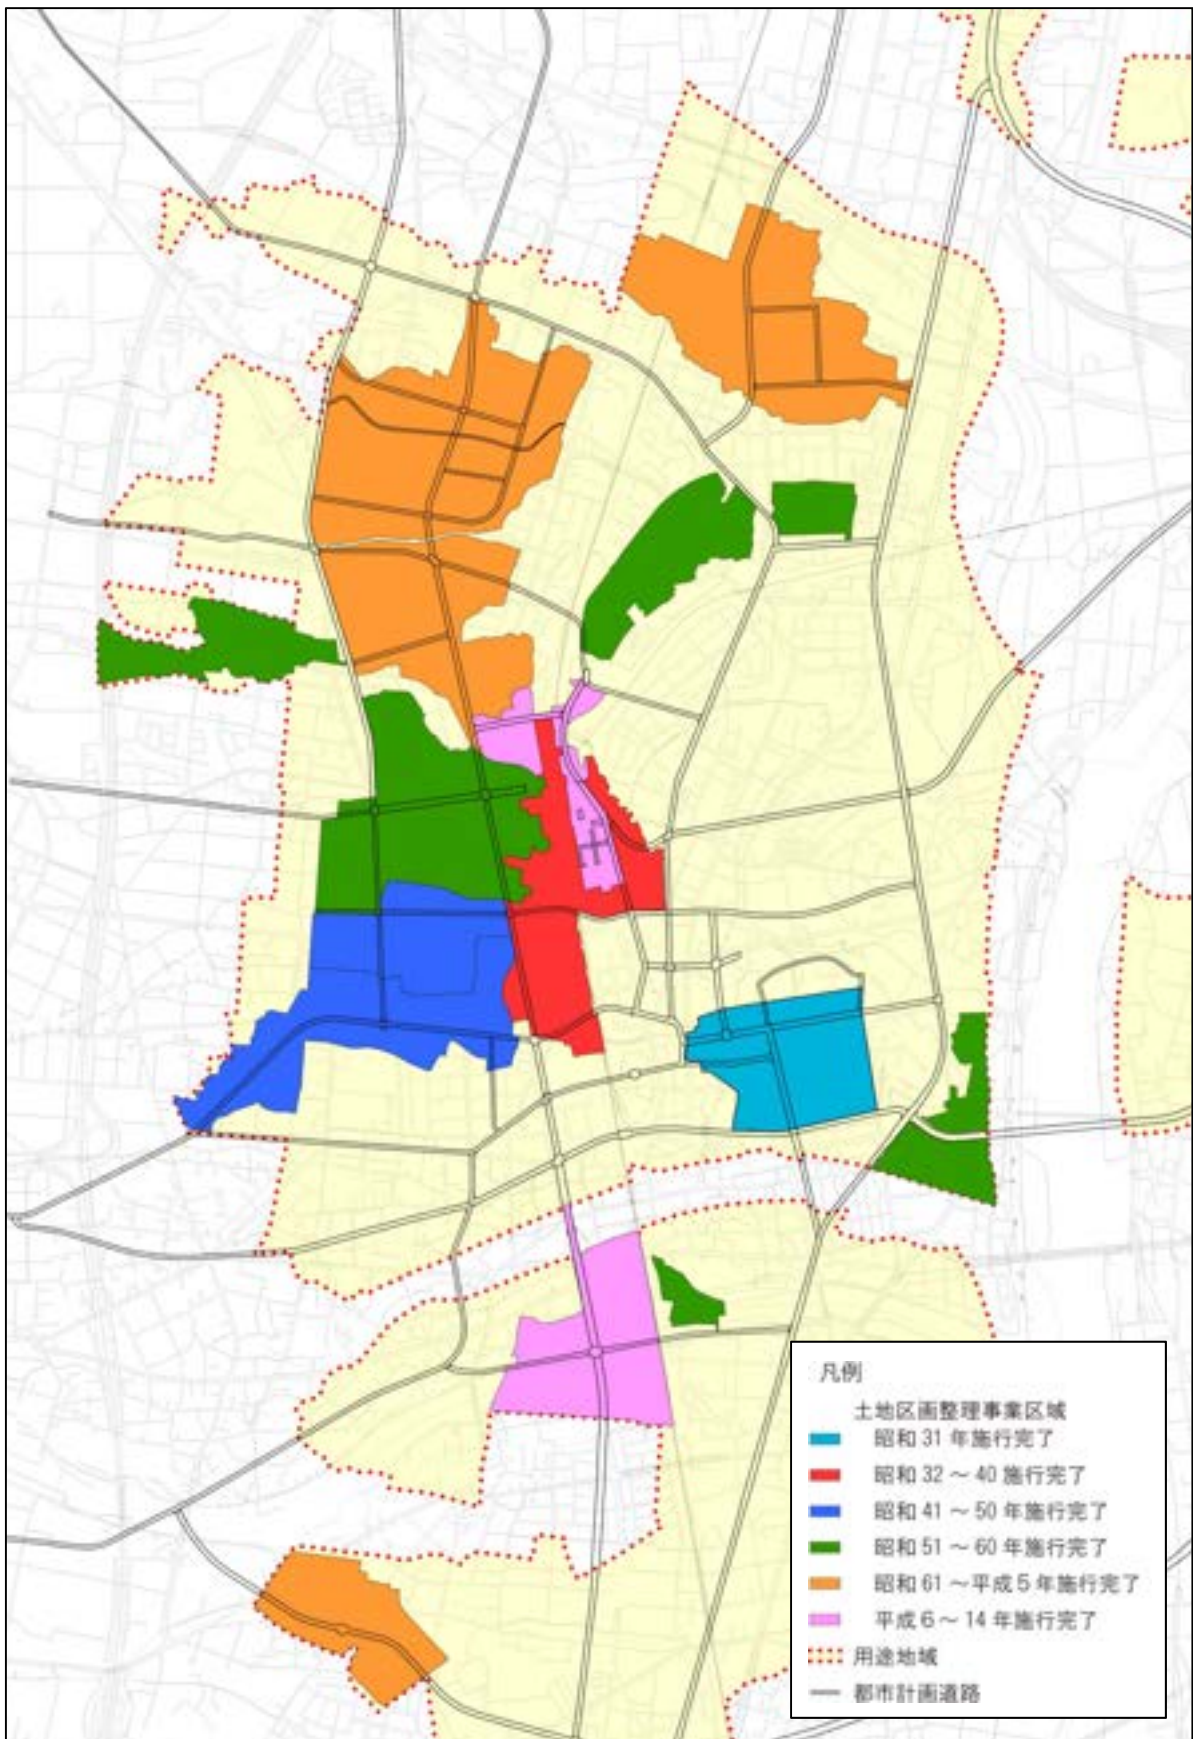 凡例
土地区画整理事業区域
昭和 31 年施行完了
昭和 32 ～ 40 施行完了
昭和 41 ～ 50 年施行完了
昭和 51 ～ 60 年施行完了
昭和 61 ～平成 5 年施行完了
平成 6 ～ 14 年施行完了
用途地域
都市計画道路